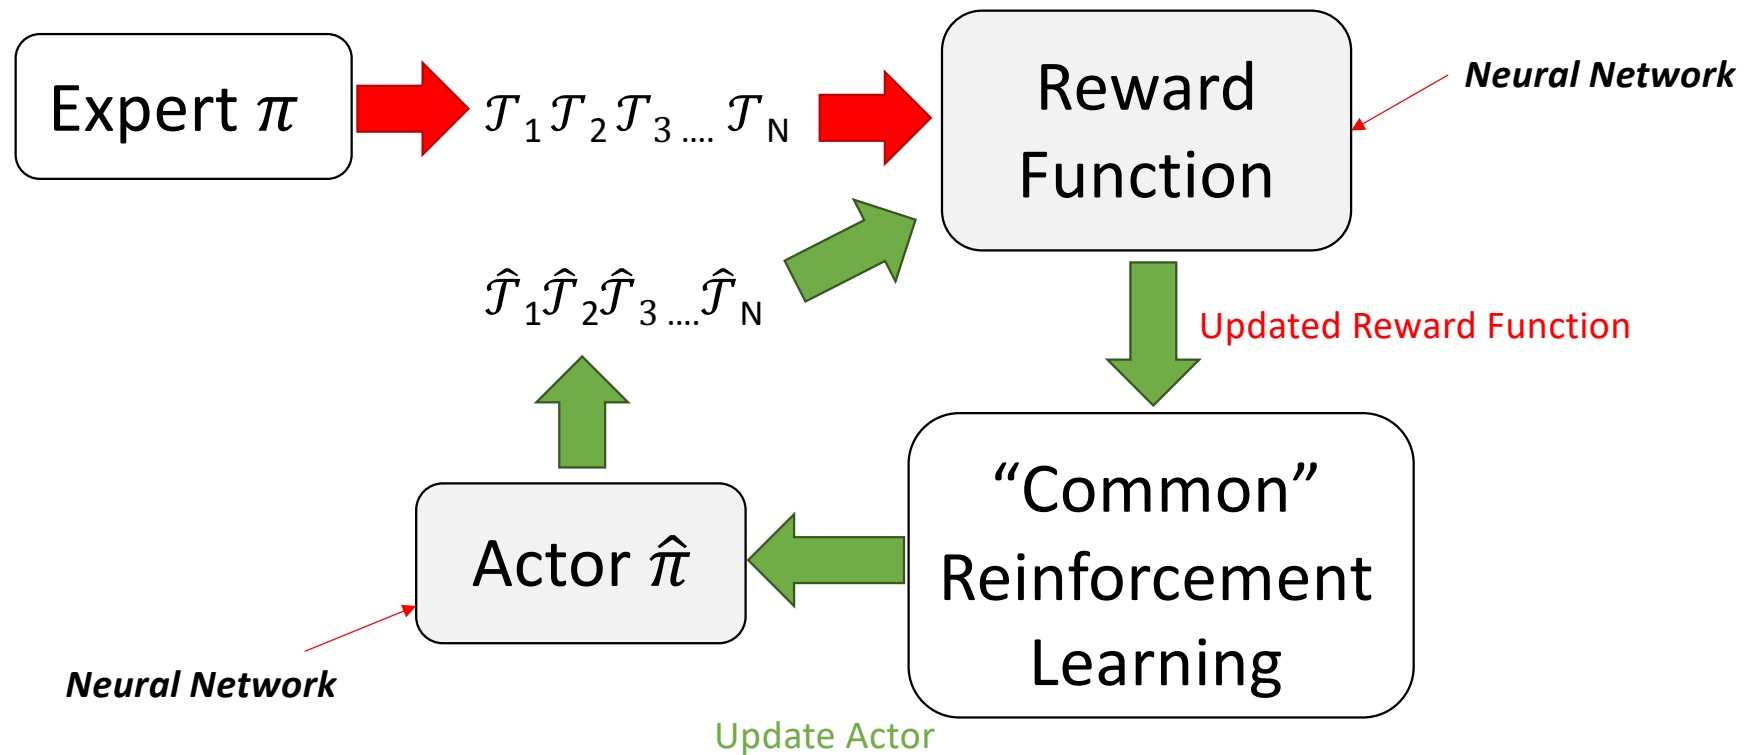 Expert π
𝒯1 𝒯2 𝒯3 .... 𝒯N
Reward
Function
Neural Network
𝒯̂1 𝒯̂2 𝒯̂3 .... 𝒯̂N
Updated Reward Function
Actor π̂
“Common”
Reinforcement
Learning
Neural Network
Update Actor